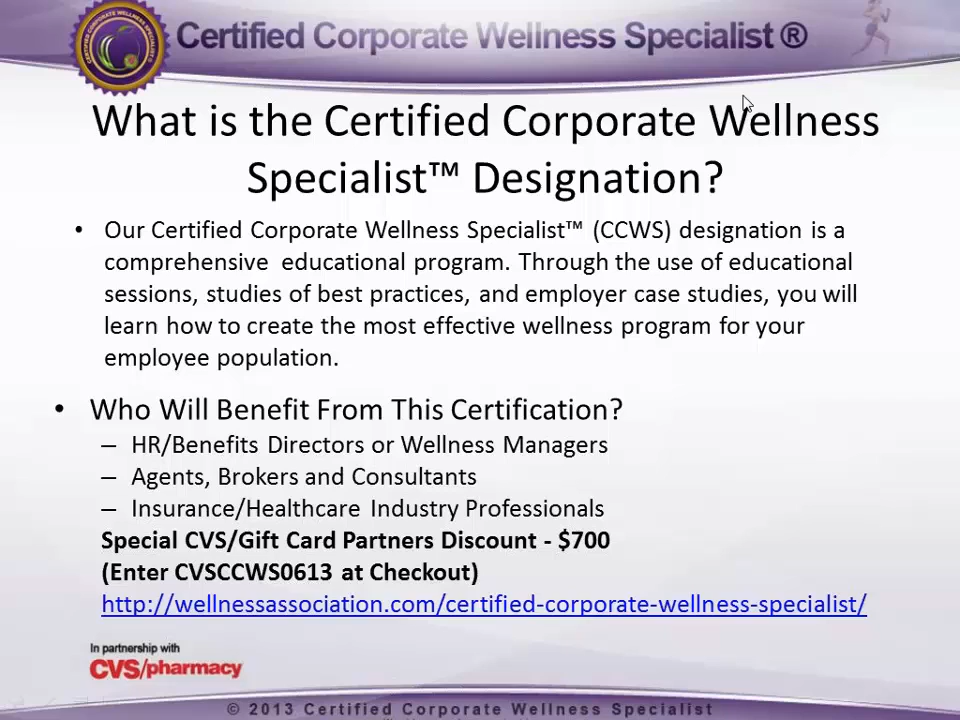 Certified Corporate Wellness Specialist ®
What is the Certified Corporate Wellness
Specialist™ Designation?
• Our Certified Corporate Wellness Specialist™ (CCWS) designation is a
comprehensive educational program. Through the use of educational
sessions, studies of best practices, and employer case studies, you will
learn how to create the most effective wellness program for your
employee population.
• Who Will Benefit From This Certification?
– HR/Benefits Directors or Wellness Managers
– Agents, Brokers and Consultants
– Insurance/Healthcare Industry Professionals
Special CVS/Gift Card Partners Discount - $700
(Enter CVSCCWS0613 at Checkout)
http://wellnessassociation.com/certified-corporate-wellness-specialist/
In partnership with
CVS/pharmacy
© 2013 Certified Corporate Wellness Specialist